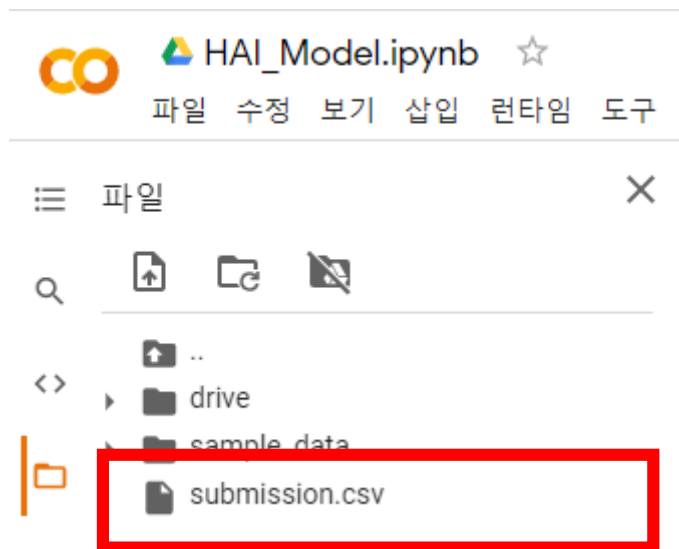 HAI_Model.ipynb
파일 수정 보기 삽입 런타임 도구
파일
..
drive
sample_data
submission.csv